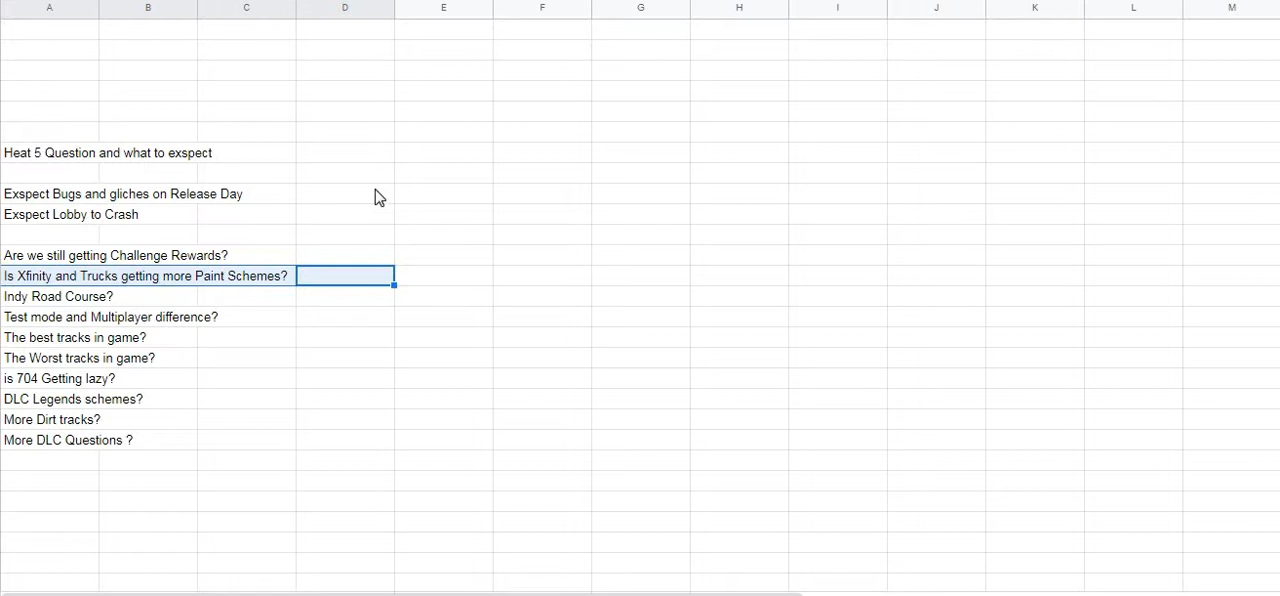 A B C D E F G H I J K L M
Heat 5 Question and what to exspect
Exspect Bugs and gliches on Release Day
Exspect Lobby to Crash
Are we still getting Challenge Rewards?
Is Xfinity and Trucks getting more Paint Schemes?
Indy Road Course?
Test mode and Multiplayer difference?
The best tracks in game?
The Worst tracks in game?
is 704 Getting lazy?
DLC Legends schemes?
More Dirt tracks?
More DLC Questions ?